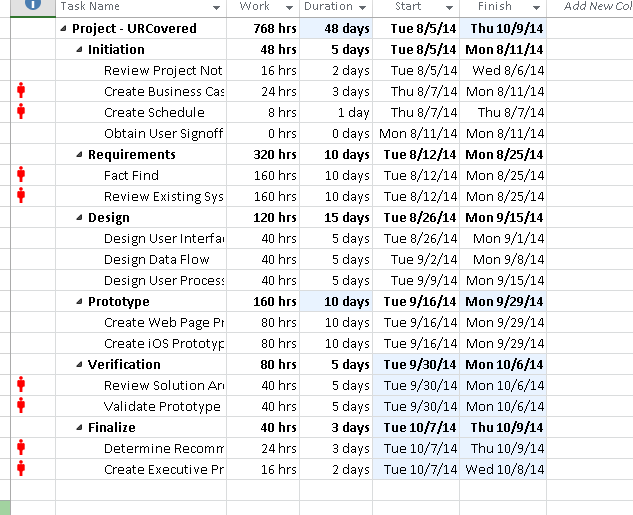 Task Name Work Duration Start Finish Add New Col
Project - URCovered 768 hrs 48 days Tue 8/5/14 Thu 10/9/14
Initiation 48 hrs 5 days Tue 8/5/14 Mon 8/11/14
Review Project Not 16 hrs 2 days Tue 8/5/14 Wed 8/6/14
Create Business Cas 24 hrs 3 days Thu 8/7/14 Mon 8/11/14
Create Schedule 8 hrs 1 day Thu 8/7/14 Thu 8/7/14
Obtain User Signoff 0 hrs 0 days Mon 8/11/14 Mon 8/11/14
Requirements 320 hrs 10 days Tue 8/12/14 Mon 8/25/14
Fact Find 160 hrs 10 days Tue 8/12/14 Mon 8/25/14
Review Existing Sys 160 hrs 10 days Tue 8/12/14 Mon 8/25/14
Design 120 hrs 15 days Tue 8/26/14 Mon 9/15/14
Design User Interfa 40 hrs 5 days Tue 8/26/14 Mon 9/1/14
Design Data Flow 40 hrs 5 days Tue 9/2/14 Mon 9/8/14
Design User Process 40 hrs 5 days Tue 9/9/14 Mon 9/15/14
Prototype 160 hrs 10 days Tue 9/16/14 Mon 9/29/14
Create Web Page Pr 80 hrs 10 days Tue 9/16/14 Mon 9/29/14
Create iOS Prototyp 80 hrs 10 days Tue 9/16/14 Mon 9/29/14
Verification 80 hrs 5 days Tue 9/30/14 Mon 10/6/14
Review Solution Arc 40 hrs 5 days Tue 9/30/14 Mon 10/6/14
Validate Prototype 40 hrs 5 days Tue 9/30/14 Mon 10/6/14
Finalize 40 hrs 3 days Tue 10/7/14 Thu 10/9/14
Determine Recomm 24 hrs 3 days Tue 10/7/14 Thu 10/9/14
Create Executive Pr 16 hrs 2 days Tue 10/7/14 Wed 10/8/14